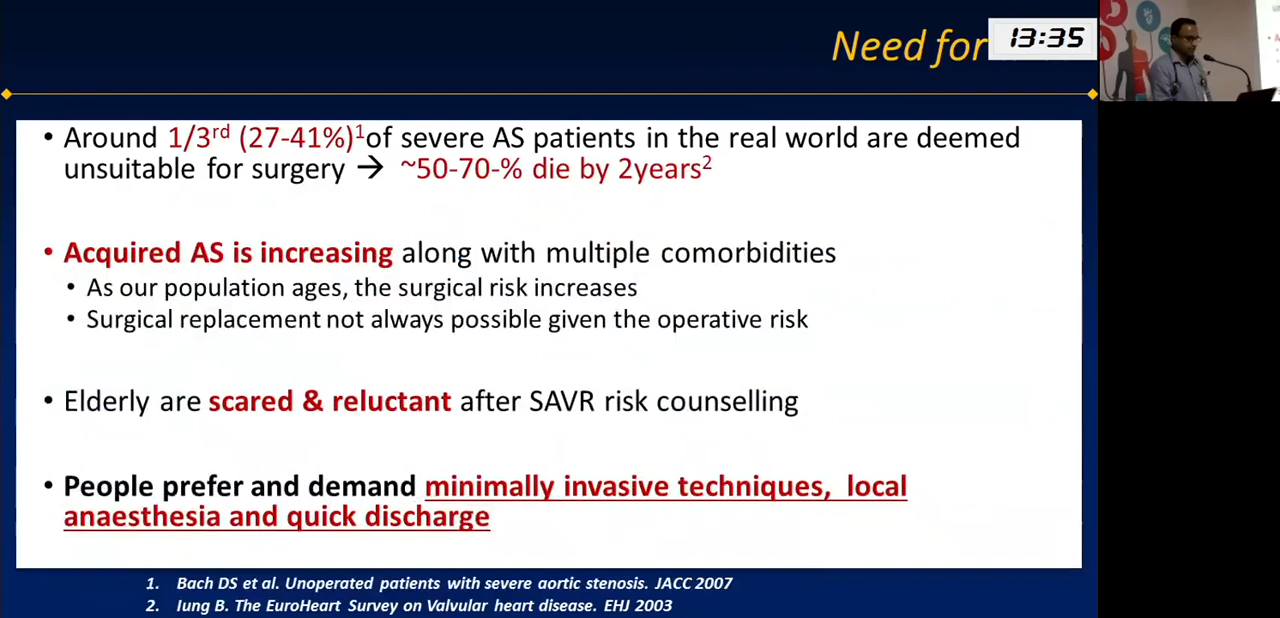 Need for
13:35
• Around 1/3rd (27-41%)1of severe AS patients in the real world are deemed
unsuitable for surgery → ~50-70-% die by 2years2
• Acquired AS is increasing along with multiple comorbidities
• As our population ages, the surgical risk increases
• Surgical replacement not always possible given the operative risk
• Elderly are scared & reluctant after SAVR risk counselling
• People prefer and demand minimally invasive techniques, local
anaesthesia and quick discharge
1. Bach DS et al. Unoperated patients with severe aortic stenosis. JACC 2007
2. Iung B. The EuroHeart Survey on Valvular heart disease. EHJ 2003